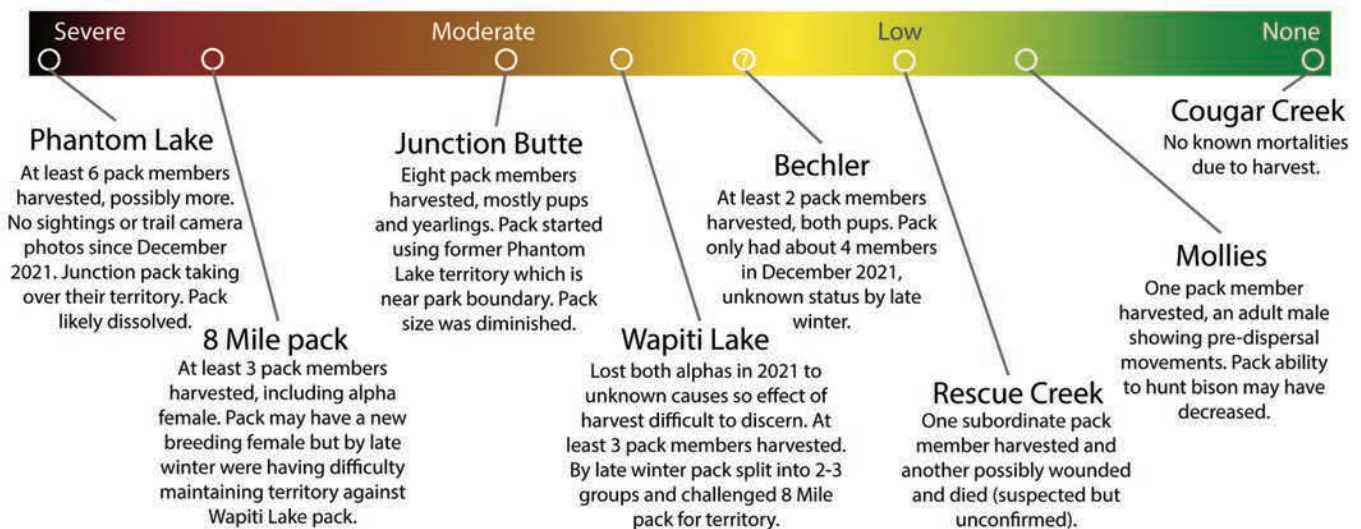 Severe
Moderate
Low
None
?
Phantom Lake
At least 6 pack members
harvested, possibly more.
No sightings or trail camera
photos since December
2021. Junction pack taking
over their territory. Pack
likely dissolved.
8 Mile pack
At least 3 pack members
harvested, including alpha
female. Pack may have a new
breeding female but by late
winter were having difficulty
maintaining territory against
Wapiti Lake pack.
Junction Butte
Eight pack members
harvested, mostly pups
and yearlings. Pack started
using former Phantom
Lake territory which is
near park boundary. Pack
size was diminished.
Wapiti Lake
Lost both alphas in 2021 to
unknown causes so effect of
harvest difficult to discern. At
least 3 pack members harvested.
By late winter pack split into 2-3
groups and challenged 8 Mile
pack for territory.
Bechler
At least 2 pack members
harvested, both pups. Pack
only had about 4 members
in December 2021,
unknown status by late
winter.
Rescue Creek
One subordinate pack
member harvested and
another possibly wounded
and died (suspected but
unconfirmed).
Mollies
One pack member
harvested, an adult male
showing pre-dispersal
movements. Pack ability
to hunt bison may have
decreased.
Cougar Creek
No known mortalities
due to harvest.